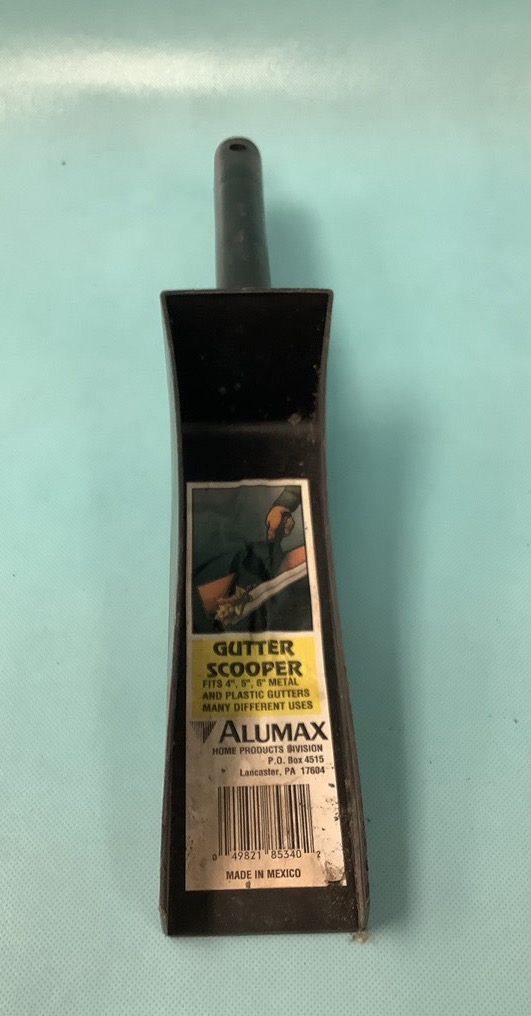 GUTTER
SCOOPER
FITS 4", 5", 6" METAL
AND PLASTIC GUTTERS
MANY DIFFERENT USES
ALUMAX
HOME PRODUCTS DIVISION
P.O. Box 4515
Lancaster, PA 17604
0 49821 85340 2
MADE IN MEXICO